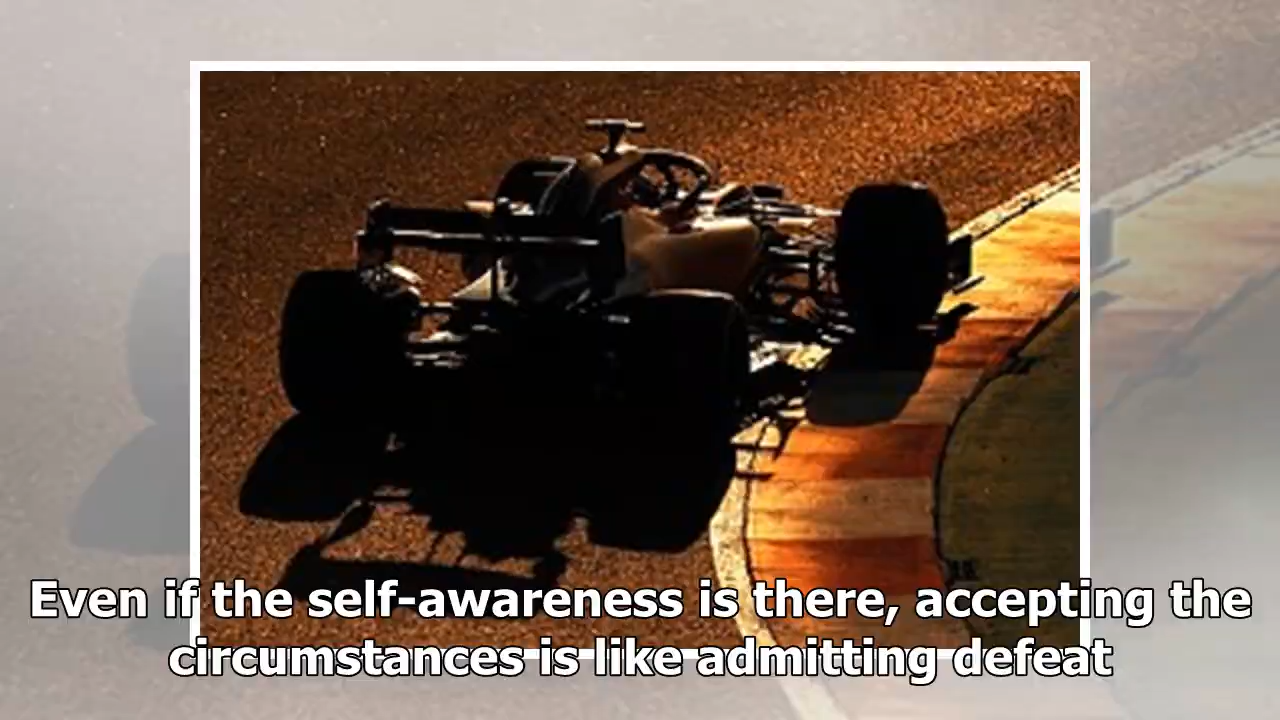 Even if the self-awareness is there, accepting the
circumstances is like admitting defeat